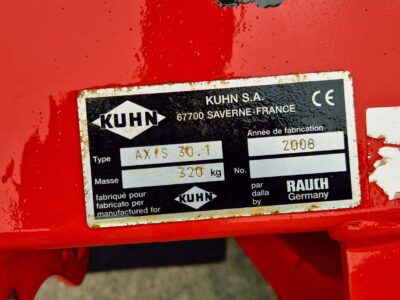 KUHN
KUHN S.A.
67700 SAVERNE-FRANCE
CE
Type AXIS 30.1
Année de fabrication
2008
Masse 320 kg
No.
fabriqué pour
fabricato per
manufactured for
KUHN
par
dalla
by
RAUCH
Germany